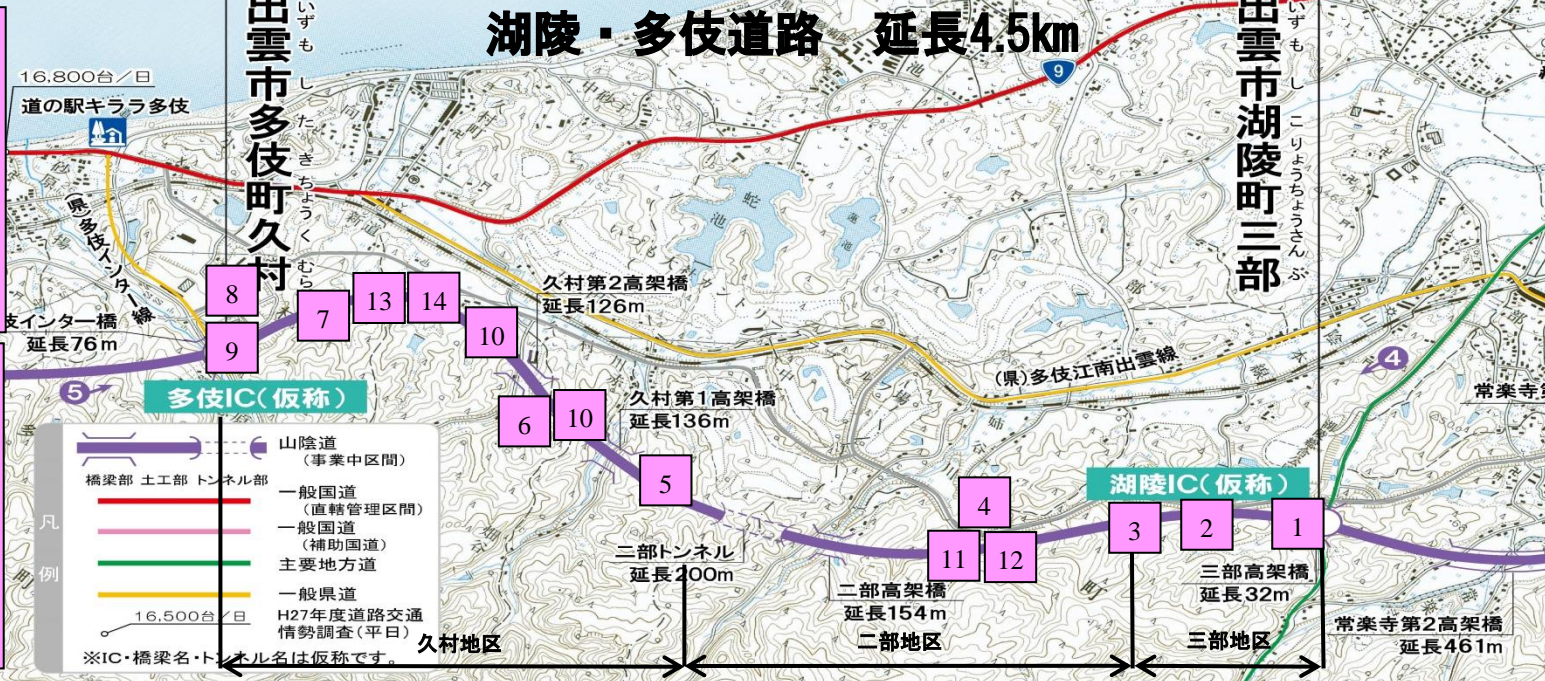 湖陵・多伎道路　延長4.5km
出雲市多伎町久村
いずもしたきちょうくむら
出雲市湖陵町三部
いずもしこりょうちょうさんぶ
16,800台／日
道の駅キララ多伎
9
(県)多伎インター線
蛇池
蓮池
久村第2高架橋
延長126m
8
7
13
14
10
9
伎インター橋
延長76m
5
多伎IC(仮称)
(県)多伎江南出雲線
4
常楽寺第
久村第1高架橋
延長136m
6
10
5
湖陵IC(仮称)
4
3
2
1
11
12
二部トンネル
延長200m
二部高架橋
延長154m
三部高架橋
延長32m
常楽寺第2高架橋
延長461m
久村地区
二部地区
三部地区
凡例
山陰道
(事業中区間)
橋梁部 土工部 トンネル部
一般国道
(直轄管理区間)
一般国道
(補助国道)
主要地方道
一般県道
16,500台／日
H27年度道路交通
情勢調査(平日)
※IC・橋梁名・トンネル名は仮称です。